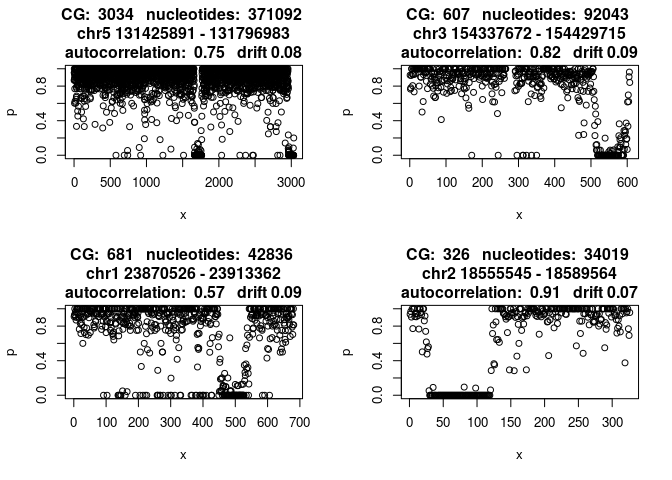 CG: 3034 nucleotides: 371092
chr5 131425891 - 131796983
autocorrelation: 0.75 drift 0.08
p
0.0 0.4 0.8
0 500 1000 2000 3000
x
CG: 607 nucleotides: 92043
chr3 154337672 - 154429715
autocorrelation: 0.82 drift 0.09
p
0.0 0.4 0.8
0 100 200 300 400 500 600
x
CG: 681 nucleotides: 42836
chr1 23870526 - 23913362
autocorrelation: 0.57 drift 0.09
p
0.0 0.4 0.8
0 100 200 300 400 500 600 700
x
CG: 326 nucleotides: 34019
chr2 18555545 - 18589564
autocorrelation: 0.91 drift 0.07
p
0.0 0.4 0.8
0 50 100 150 200 250 300
x